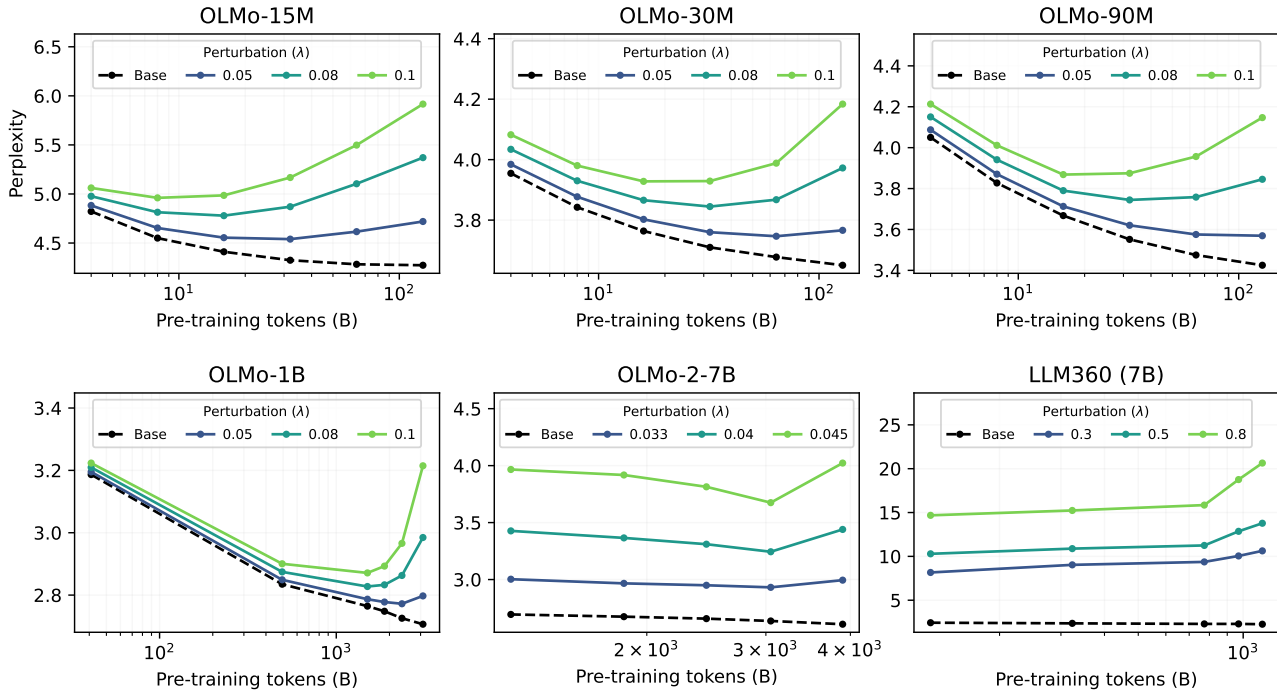 OLMo-15M
Perturbation (λ)
Base 0.05 0.08 0.1
6.5
6.0
5.5
5.0
4.5
Perplexity
10¹ 10²
Pre-training tokens (B)
OLMo-30M
Perturbation (λ)
Base 0.05 0.08 0.1
4.4
4.2
4.0
3.8
10¹ 10²
Pre-training tokens (B)
OLMo-90M
Perturbation (λ)
Base 0.05 0.08 0.1
4.4
4.2
4.0
3.8
3.6
3.4
10¹ 10²
Pre-training tokens (B)
OLMo-1B
Perturbation (λ)
Base 0.05 0.08 0.1
3.4
3.2
3.0
2.8
10² 10³
Pre-training tokens (B)
OLMo-2-7B
Perturbation (λ)
Base 0.033 0.04 0.045
4.5
4.0
3.5
3.0
2 × 10³ 3 × 10³ 4 × 10³
Pre-training tokens (B)
LLM360 (7B)
Perturbation (λ)
Base 0.3 0.5 0.8
25
20
15
10
5
10³
Pre-training tokens (B)